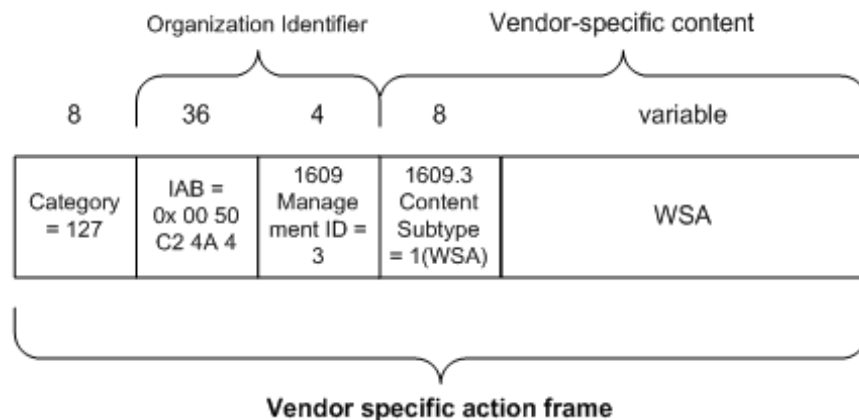 Organization Identifier
Vendor-specific content
8
36
4
8
variable
Category
= 127
IAB =
0x 00 50
C2 4A 4
1609
Manage
ment ID =
3
1609.3
Content
Subtype
= 1(WSA)
WSA
Vendor specific action frame